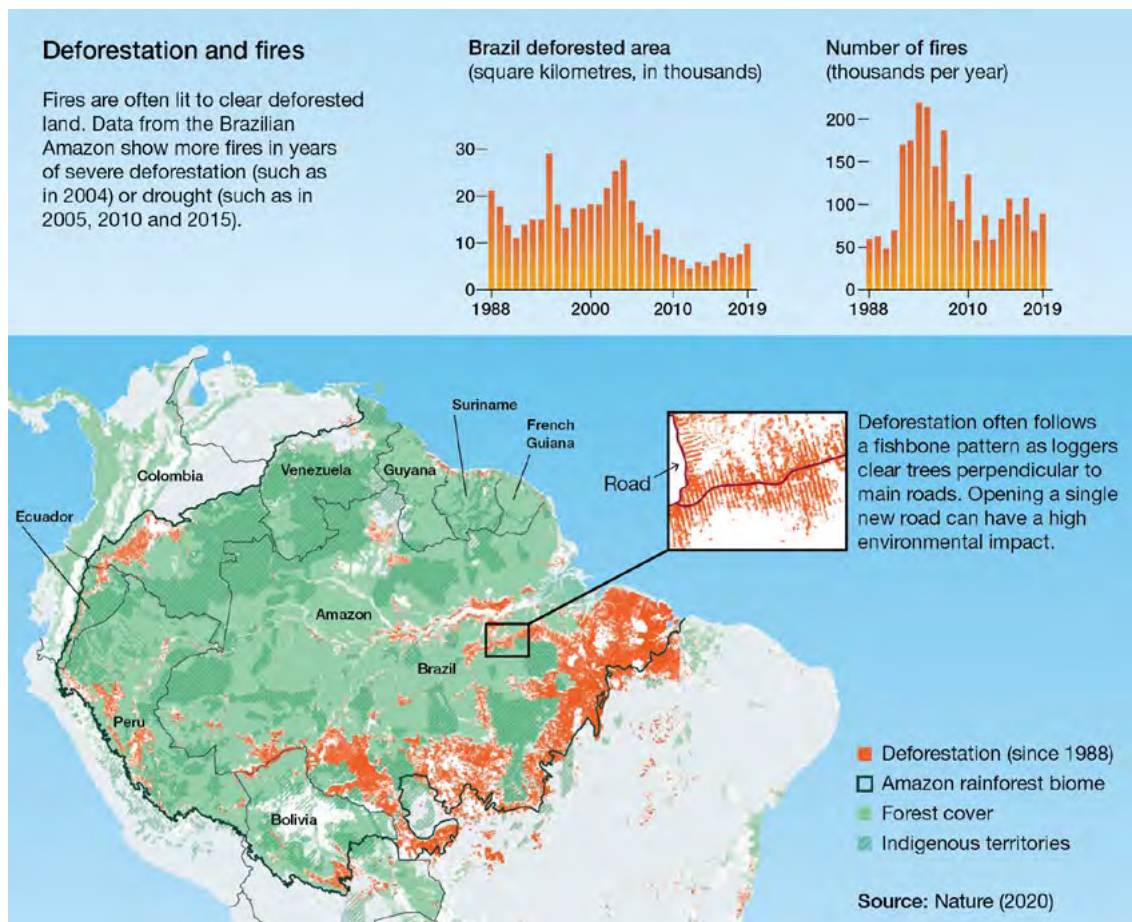 Deforestation and fires
Fires are often lit to clear deforested
land. Data from the Brazilian
Amazon show more fires in years
of severe deforestation (such as
in 2004) or drought (such as in
2005, 2010 and 2015).
Brazil deforested area
(square kilometres, in thousands)
30
20
10
0
1988
2000
2010
2019
Number of fires
(thousands per year)
200
150
100
50
0
1988
2010
2019
Suriname
French
Guiana
Colombia
Venezuela
Guyana
Ecuador
Amazon
Brazil
Peru
Bolivia
Road
Deforestation often follows
a fishbone pattern as loggers
clear trees perpendicular to
main roads. Opening a single
new road can have a high
environmental impact.
Deforestation (since 1988)
Amazon rainforest biome
Forest cover
Indigenous territories
Source: Nature (2020)